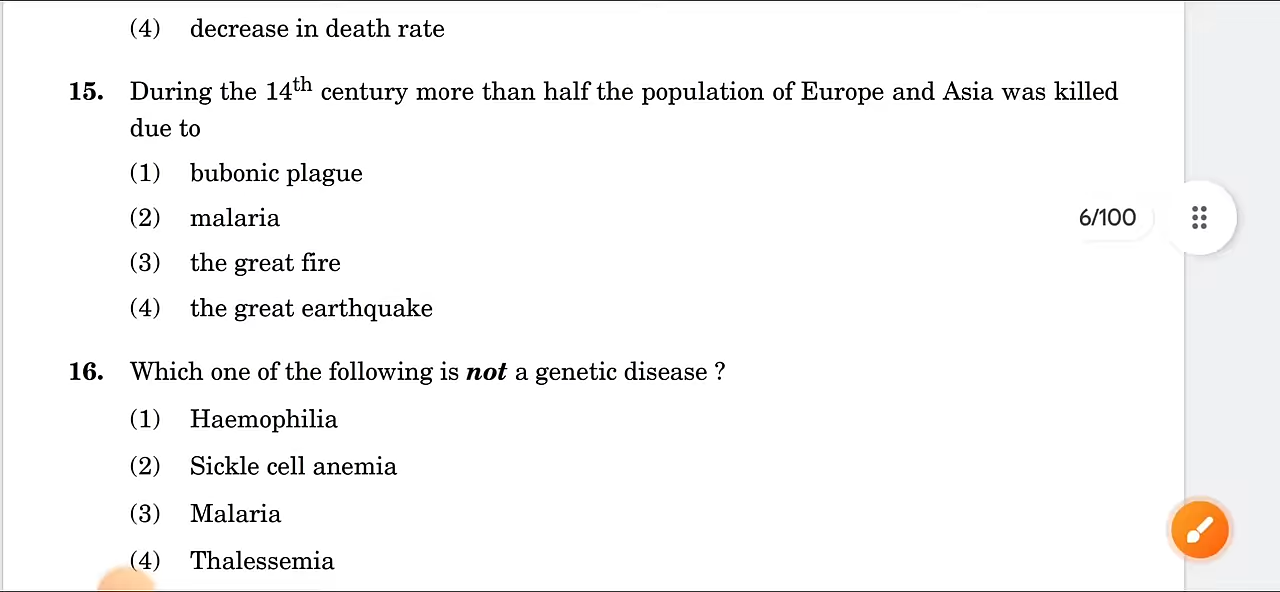 (4) decrease in death rate
15. During the 14th century more than half the population of Europe and Asia was killed
due to
(1) bubonic plague
(2) malaria
6/100
(3) the great fire
(4) the great earthquake
16. Which one of the following is not a genetic disease ?
(1) Haemophilia
(2) Sickle cell anemia
(3) Malaria
(4) Thalessemia